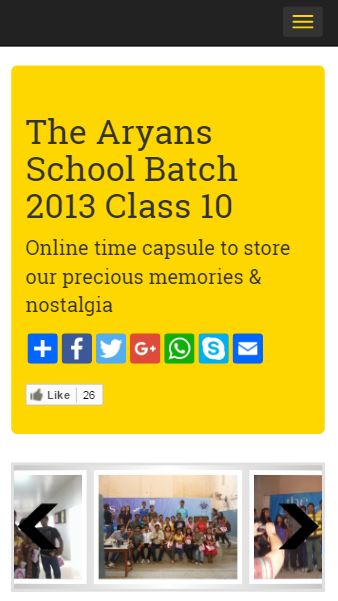 The Aryans
School Batch
2013 Class 10
Online time capsule to store
our precious memories &
nostalgia
Like 26